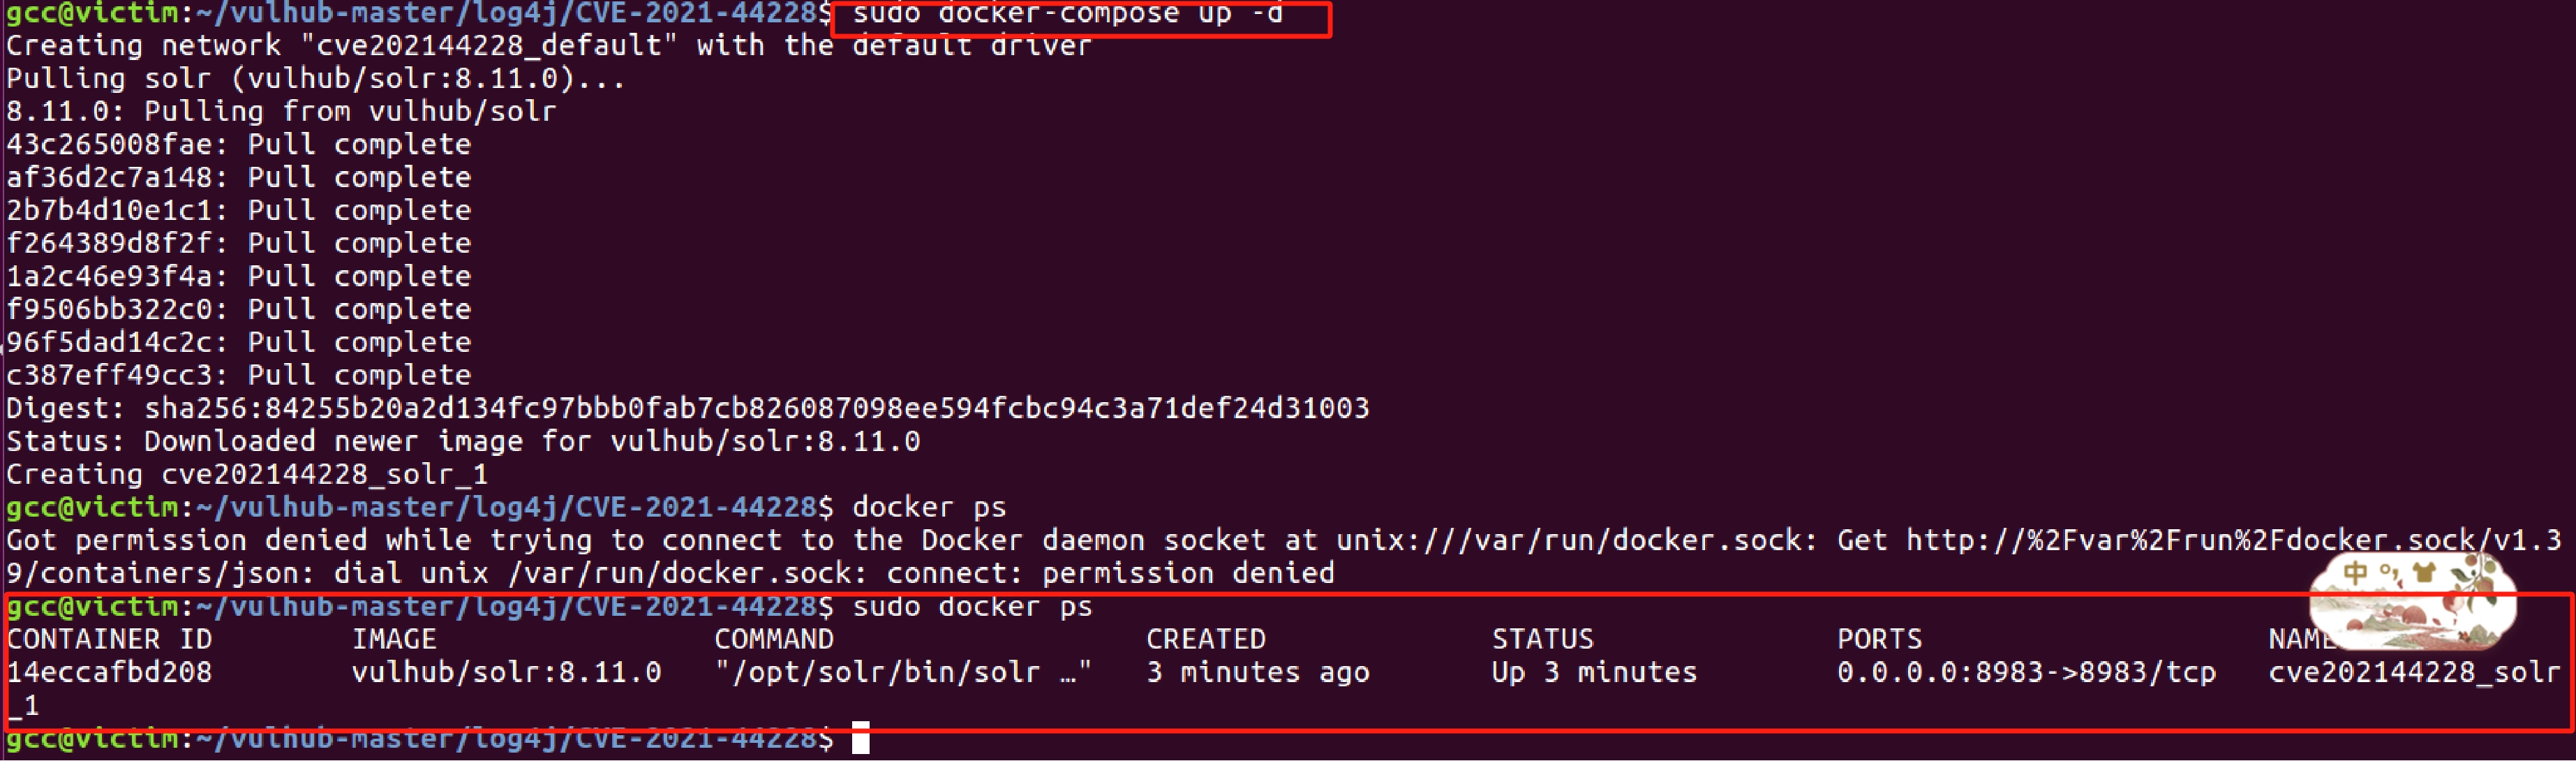 gcc@victim:~/vulhub-master/log4j/CVE-2021-44228$ sudo docker-compose up -d
Creating network "cve202144228_default" with the default driver
Pulling solr (vulhub/solr:8.11.0)...
8.11.0: Pulling from vulhub/solr
43c265008fae: Pull complete
af36d2c7a148: Pull complete
2b7b4d10e1c1: Pull complete
f264389d8f2f: Pull complete
1a2c46e93f4a: Pull complete
f9506bb322c0: Pull complete
96f5dad14c2c: Pull complete
c387eff49cc3: Pull complete
Digest: sha256:84255b20a2d134fc97bbb0fab7cb826087098ee594fcbc94c3a71def24d31003
Status: Downloaded newer image for vulhub/solr:8.11.0
Creating cve202144228_solr_1
gcc@victim:~/vulhub-master/log4j/CVE-2021-44228$ docker ps
Got permission denied while trying to connect to the Docker daemon socket at unix:///var/run/docker.sock: Get http://%2Fvar%2Frun%2Fdocker.sock/v1.3
9/containers/json: dial unix /var/run/docker.sock: connect: permission denied
中
gcc@victim:~/vulhub-master/log4j/CVE-2021-44228$ sudo docker ps
CONTAINER ID IMAGE COMMAND CREATED STATUS PORTS
14eccafbd208 vulhub/solr:8.11.0 "/opt/solr/bin/solr …" 3 minutes ago Up 3 minutes 0.0.0.0:8983->8983/tcp cve202144228_solr
_1
gcc@victim:~/vulhub-master/log4j/CVE-2021-44228$